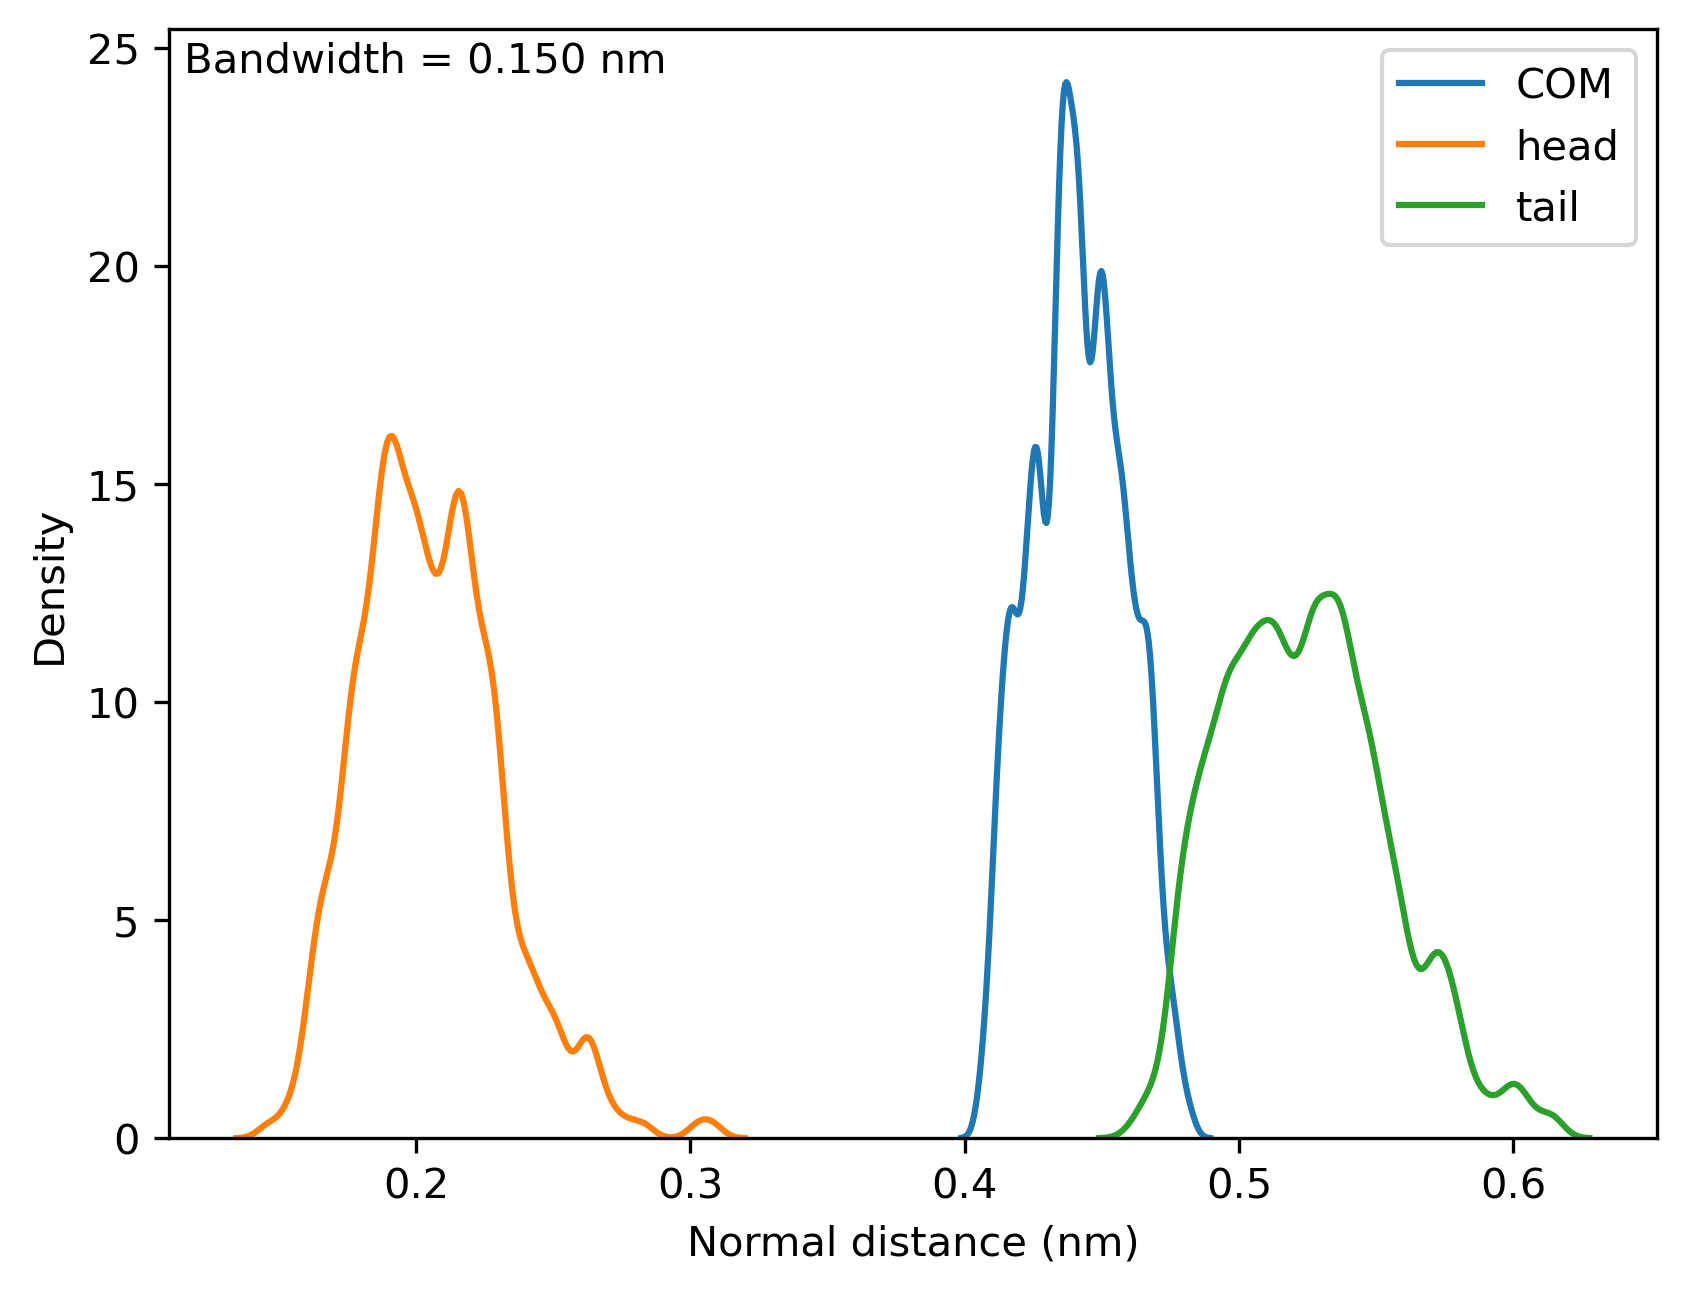 Bandwidth = 0.150 nm
COM
head
tail
25
20
15
10
5
0
Density
0.2 0.3 0.4 0.5 0.6
Normal distance (nm)